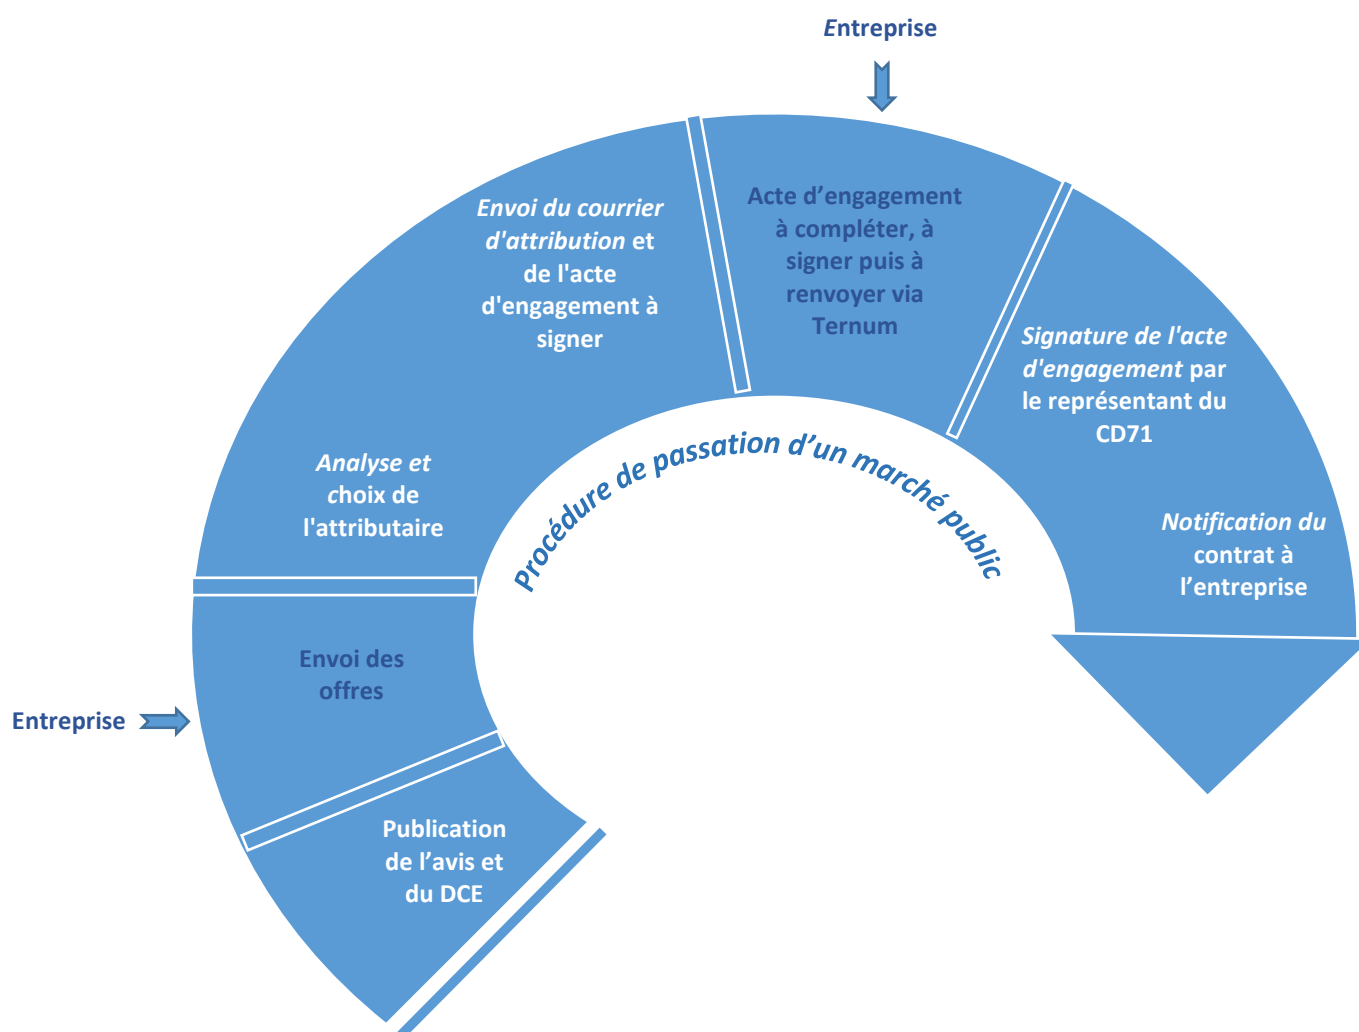 Entreprise
Acte d’engagement
à compléter, à
signer puis à
renvoyer via
Ternum
Envoi du courrier
d'attribution et
de l'acte
d'engagement à
signer
Signature de l'acte
d'engagement par
le représentant du
CD71
Procédure de passation d’un marché public
Analyse et
choix de
l'attributaire
Notification du
contrat à
l’entreprise
Envoi des
offres
Entreprise
Publication
de l’avis et
du DCE